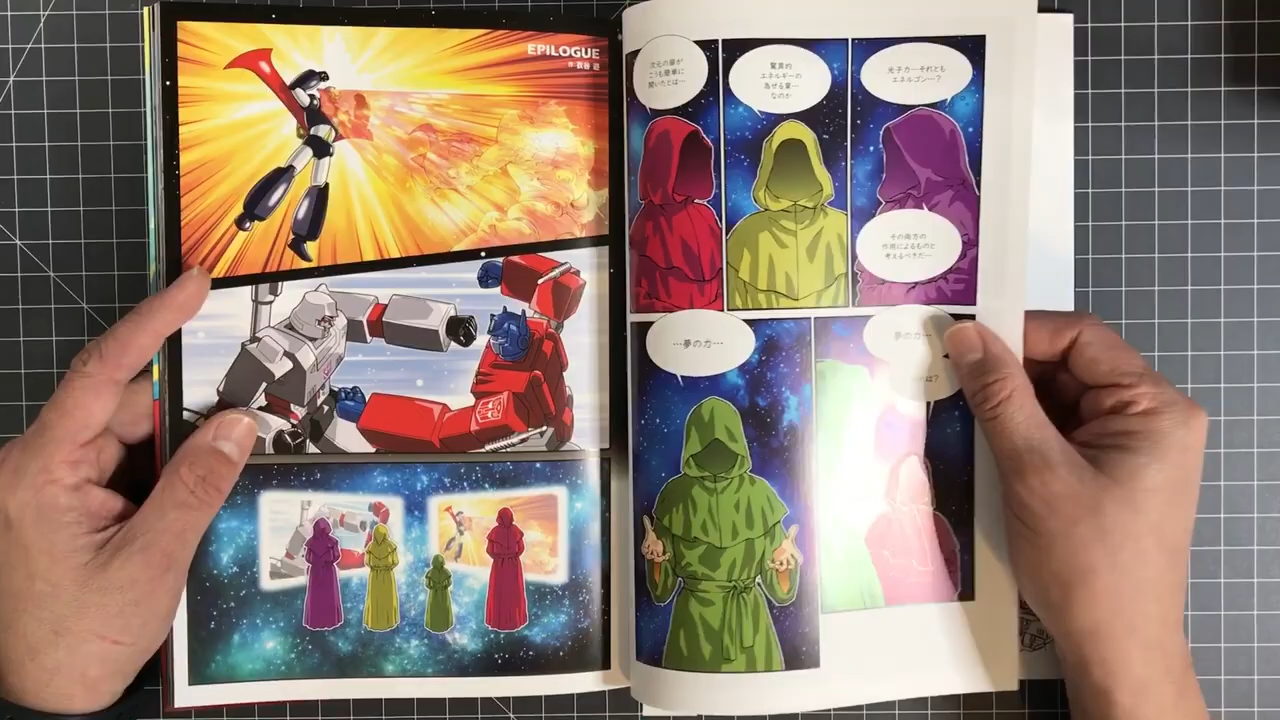 EPILOGUE
次元の扉が
こうも簡単に
開いたとは…
驚異的
エネルギーの
為せる業…
なのか
光子力…それとも
エネルゴン…?
その両方の
作用によるものと
考えるべきだ…
…夢の力…
夢の力…